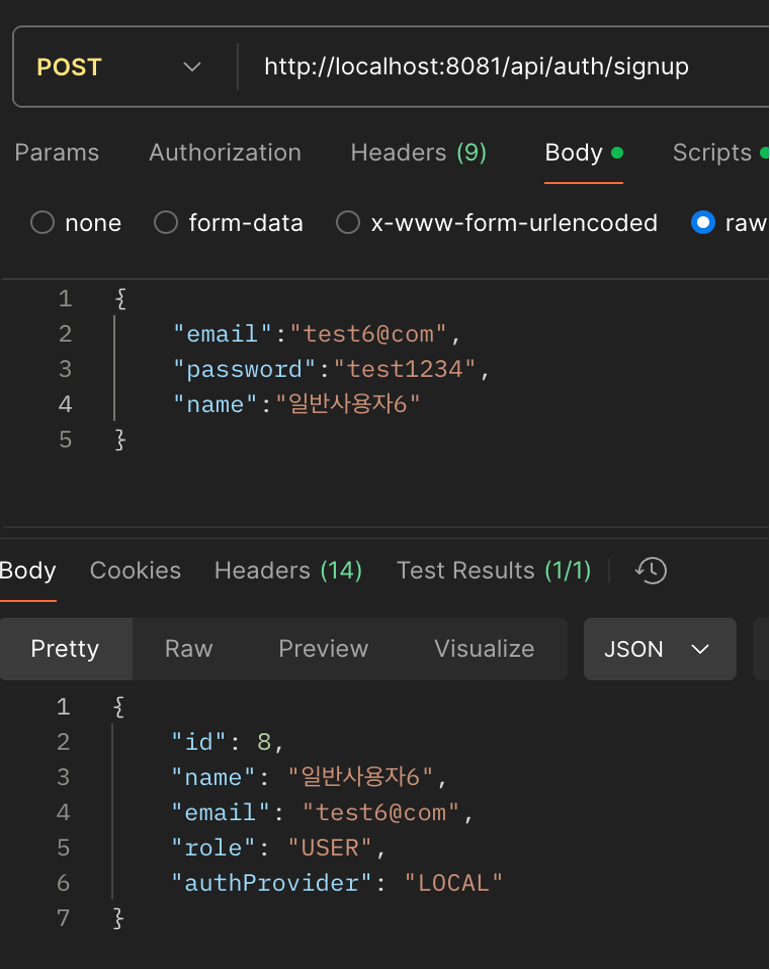 POST http://localhost:8081/api/auth/signup
Params Authorization Headers (9) Body Scripts
none form-data x-www-form-urlencoded raw
1 {
2 "email":"test6@com",
3 "password":"test1234",
4 "name":"일반사용자6"
5 }
Body Cookies Headers (14) Test Results (1/1)
Pretty Raw Preview Visualize JSON
1 {
2 "id": 8,
3 "name": "일반사용자6",
4 "email": "test6@com",
5 "role": "USER",
6 "authProvider": "LOCAL"
7 }